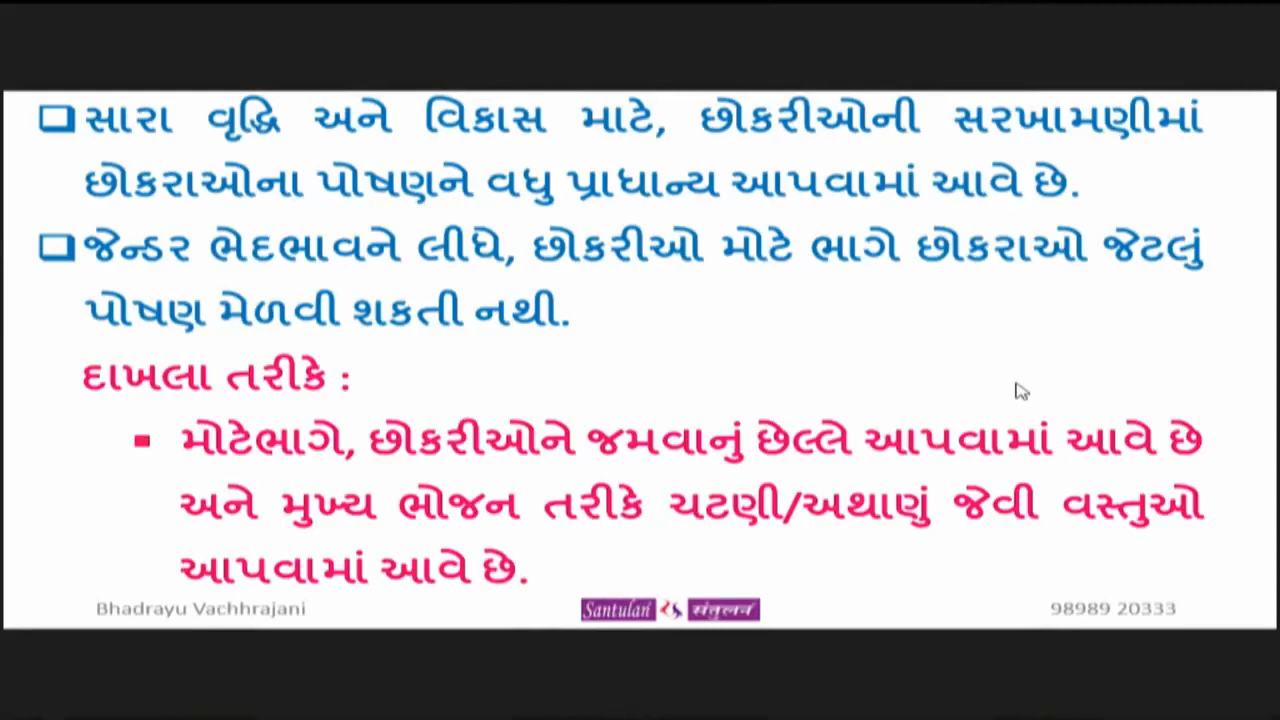 સારા વૃદ્ધિ અને વિકાસ માટે, છોકરીઓની સરખામણીમાં
છોકરાઓના પોષણને વધુ પ્રાધાન્ય આપવામાં આવે છે.
જેન્ડર ભેદભાવને લીધે, છોકરીઓ મોટે ભાગે છોકરાઓ જેટલું
પોષણ મેળવી શકતી નથી.
દાખલા તરીકે :
મોટેભાગે, છોકરીઓને જમવાનું છેલ્લે આપવામાં આવે છે
અને મુખ્ય ભોજન તરીકે ચટણી/અથાણું જેવી વસ્તુઓ
આપવામાં આવે છે.
Bhadrayu Vachhrajani Santulan संतुलन 98989 20333